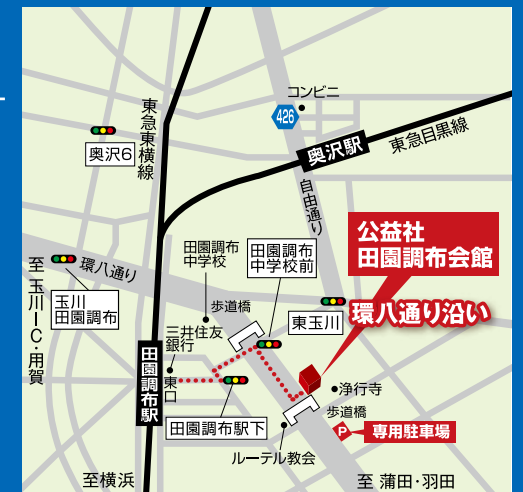 コンビニ
426
東急東横線
奥沢6
奥沢駅
東急目黒線
自由通り
公益社
田園調布会館
環八通り沿い
環八通り
至 玉川IC・用賀
玉川
田園調布
田園調布
中学校
田園調布
中学校前
歩道橋
東玉川
三井住友
銀行
田園調布駅
東口
田園調布駅下
浄行寺
歩道橋
P
専用駐車場
ルーテル教会
至横浜
至 蒲田・羽田